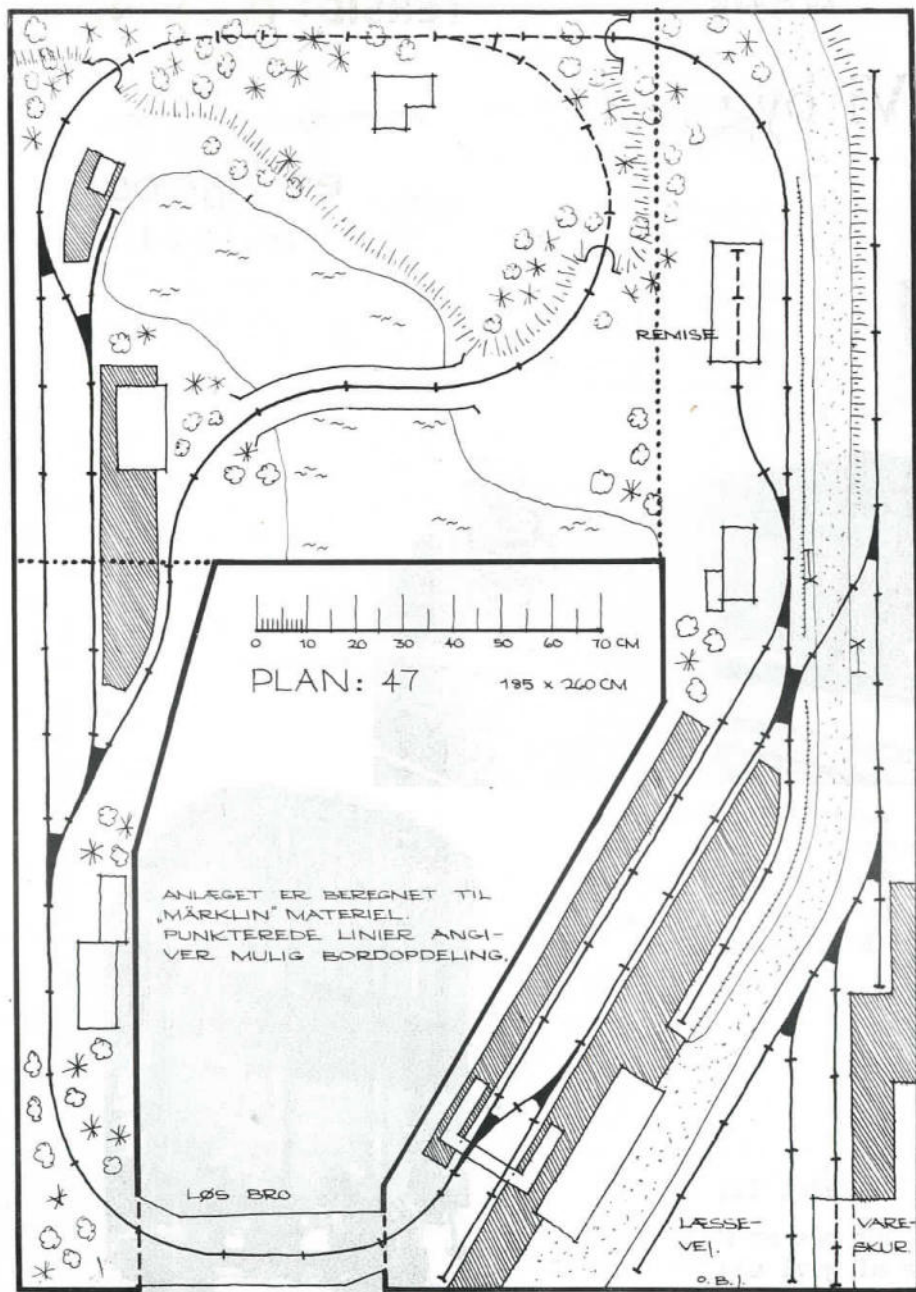 REMISE
0 10 20 30 40 50 60 70 CM
PLAN: 47
185 x 260 CM
ANLÆGET ER BEREGNET TIL
„MÄRKLIN" MATERIEL.
PUNKTEREDE LINIER ANGI-
VER MULIG BORDOPDELING.
LØS BRO
LÆSSE-
VEJ.
O.B.J.
VARE-
SKUR.